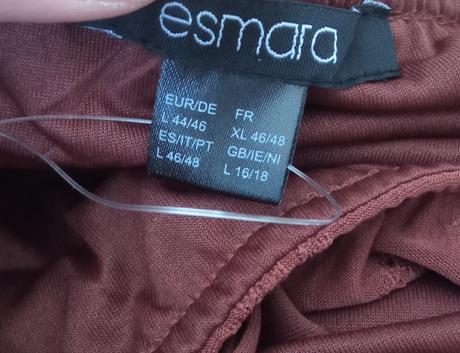 esmara
EUR/DE FR
L 44/46 XL 46/48
ES/IT/PT GB/IE/NI
L 46/48 L 16/18